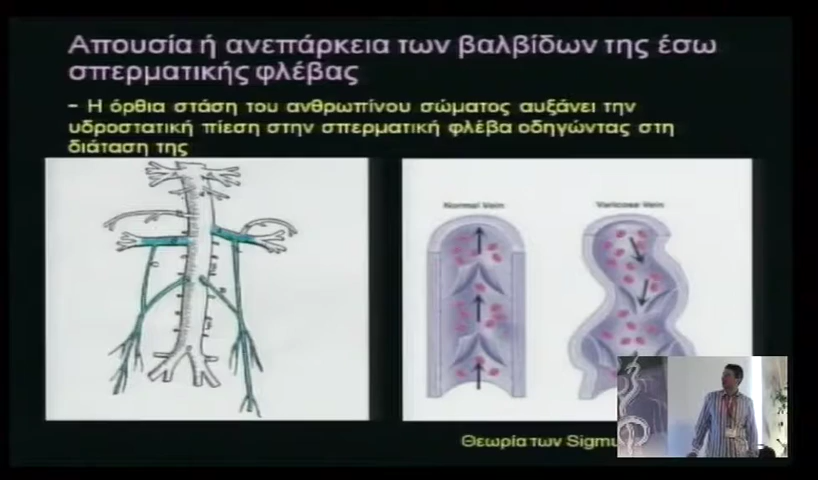 Απουσία ή ανεπάρκεια των βαλβίδων της έσω
σπερματικής φλέβας
- Η όρθια στάση του ανθρωπίνου σώματος αυξάνει την
υδροστατική πίεση στην σπερματική φλέβα οδηγώντας στη
διάταση της
Normal Vein
Varicose Vein
Θεωρία των